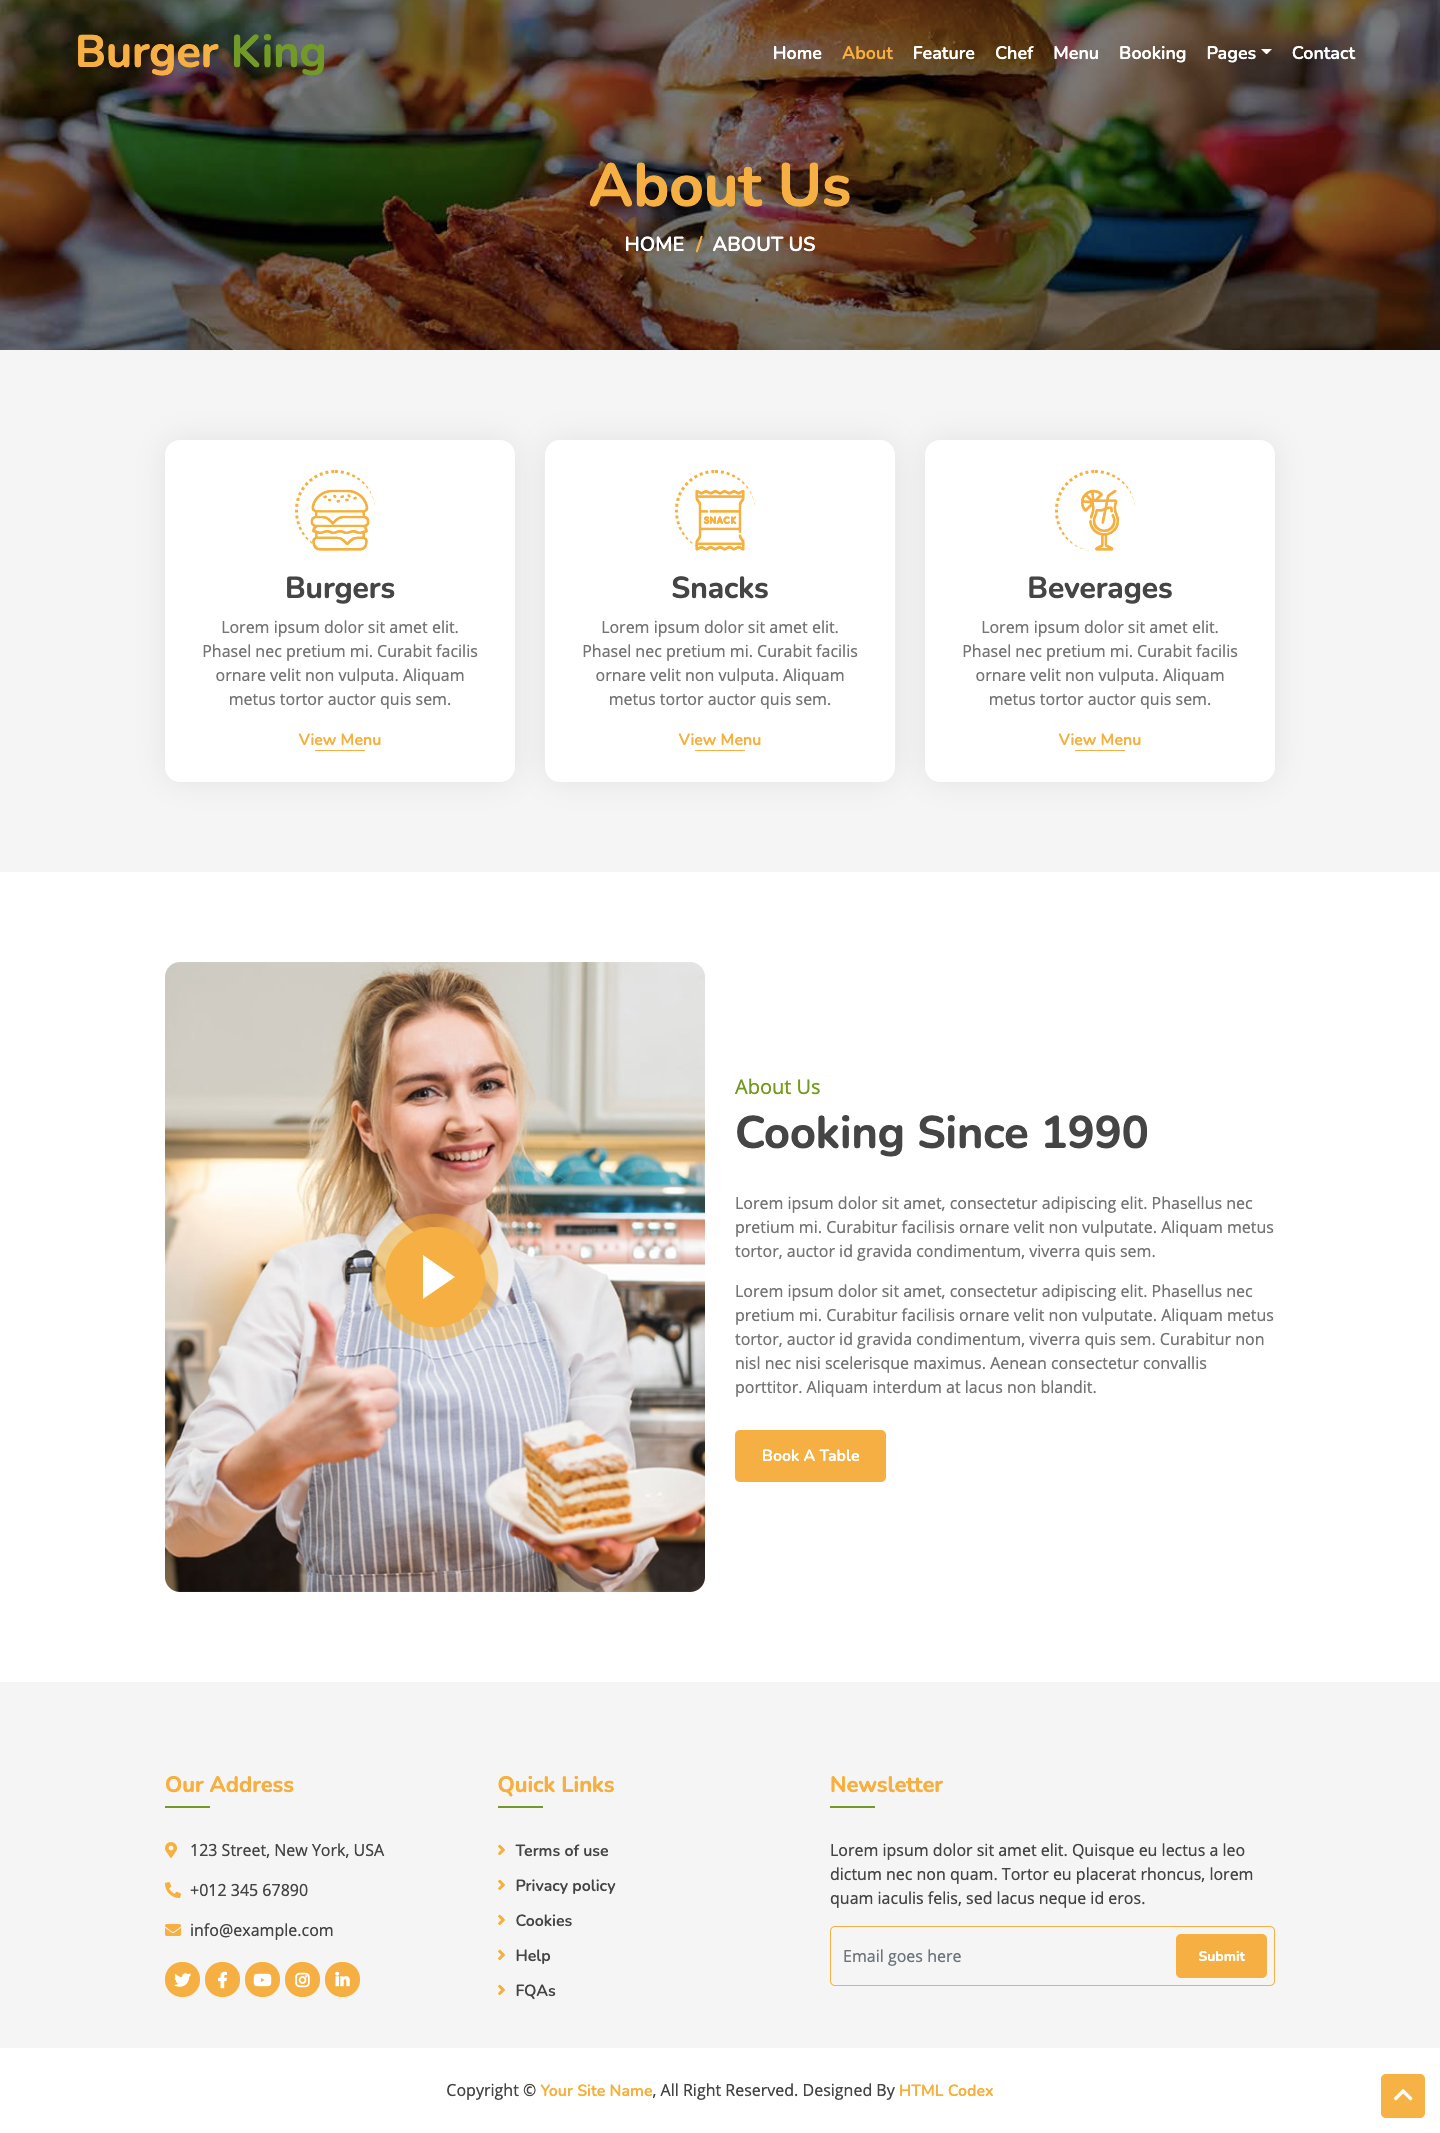 Burger King
Home About Feature Chef Menu Booking Pages Contact
About Us
HOME / ABOUT US
SNACK
Burgers
Lorem ipsum dolor sit amet elit.
Phasel nec pretium mi. Curabit facilis
ornare velit non vulputa. Aliquam
metus tortor auctor quis sem.
View Menu
Snacks
Lorem ipsum dolor sit amet elit.
Phasel nec pretium mi. Curabit facilis
ornare velit non vulputa. Aliquam
metus tortor auctor quis sem.
View Menu
Beverages
Lorem ipsum dolor sit amet elit.
Phasel nec pretium mi. Curabit facilis
ornare velit non vulputa. Aliquam
metus tortor auctor quis sem.
View Menu
About Us
Cooking Since 1990
Lorem ipsum dolor sit amet, consectetur adipiscing elit. Phasellus nec
pretium mi. Curabitur facilisis ornare velit non vulputate. Aliquam metus
tortor, auctor id gravida condimentum, viverra quis sem.
Lorem ipsum dolor sit amet, consectetur adipiscing elit. Phasellus nec
pretium mi. Curabitur facilisis ornare velit non vulputate. Aliquam metus
tortor, auctor id gravida condimentum, viverra quis sem. Curabitur non
nisl nec nisi scelerisque maximus. Aenean consectetur convallis
porttitor. Aliquam interdum at lacus non blandit.
Book A Table
Our Address
123 Street, New York, USA
+012 345 67890
info@example.com
Quick Links
Terms of use
Privacy policy
Cookies
Help
FQAs
Newsletter
Lorem ipsum dolor sit amet elit. Quisque eu lectus a leo
dictum nec non quam. Tortor eu placerat rhoncus, lorem
quam iaculis felis, sed lacus neque id eros.
Email goes here
Submit
Copyright © Your Site Name, All Right Reserved. Designed By HTML Codex